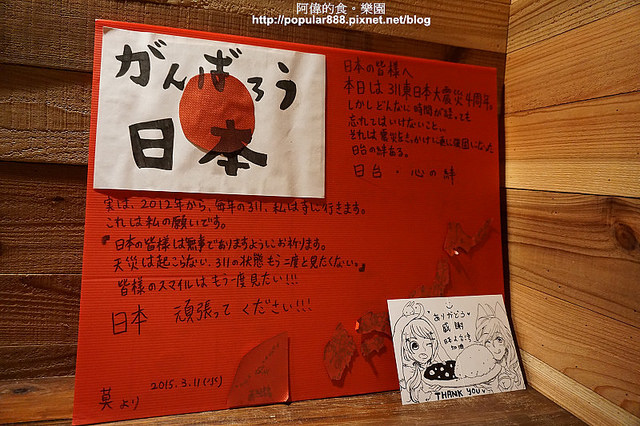 阿偉的食。樂園
http://popular888.pixnet.net/blog
がんばろう
日本
日本の皆様へ
本日は311東日本大震災4周年。
しかしどんなに時間が経っても
忘れてはいけないこと、
それは震災をきっかけに
日台の絆ある。
日台・心の絆
実は、2012年から、毎年の3.11、私は寺に行きます。
これは私の願いです。
『日本の皆様は無事でありますようにお祈ります。
天災は起こらない、311の状態もう二度と見たくない。』
皆様のスマイルはもう一度見たい!!!
日本 頑張って ください!!!
2015.3.11(水)
莫より
ありがとう
感謝
日本と台湾
加油
THANK YOU